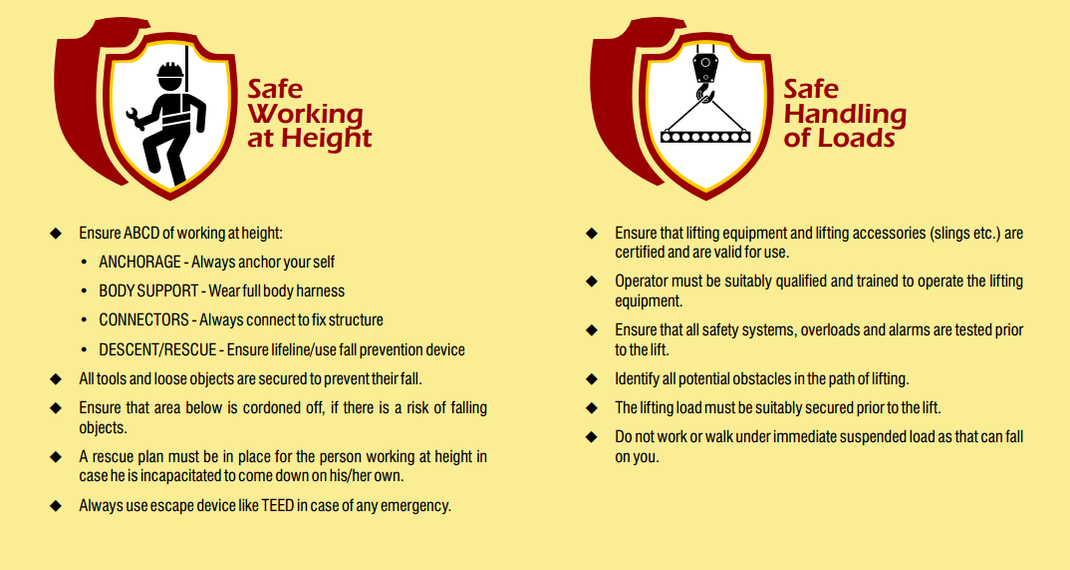 Safe
Working
at Height
◆ Ensure ABCD of working at height:
• ANCHORAGE - Always anchor your self
• BODY SUPPORT - Wear full body harness
• CONNECTORS - Always connect to fix structure
• DESCENT/RESCUE - Ensure lifeline/use fall prevention device
◆ All tools and loose objects are secured to prevent their fall.
◆ Ensure that area below is cordoned off, if there is a risk of falling
objects.
◆ A rescue plan must be in place for the person working at height in
case he is incapacitated to come down on his/her own.
◆ Always use escape device like TEED in case of any emergency.
Safe
Handling
of Loads
◆ Ensure that lifting equipment and lifting accessories (slings etc.) are
certified and are valid for use.
◆ Operator must be suitably qualified and trained to operate the lifting
equipment.
◆ Ensure that all safety systems, overloads and alarms are tested prior
to the lift.
◆ Identify all potential obstacles in the path of lifting.
◆ The lifting load must be suitably secured prior to the lift.
◆ Do not work or walk under immediate suspended load as that can fall
on you.